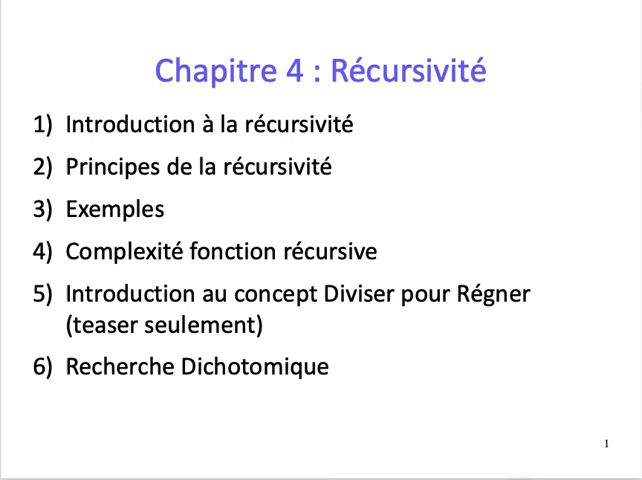 Chapitre 4 : Récursivité
1) Introduction à la récursivité
2) Principes de la récursivité
3) Exemples
4) Complexité fonction récursive
5) Introduction au concept Diviser pour Régner
(teaser seulement)
6) Recherche Dichotomique
1